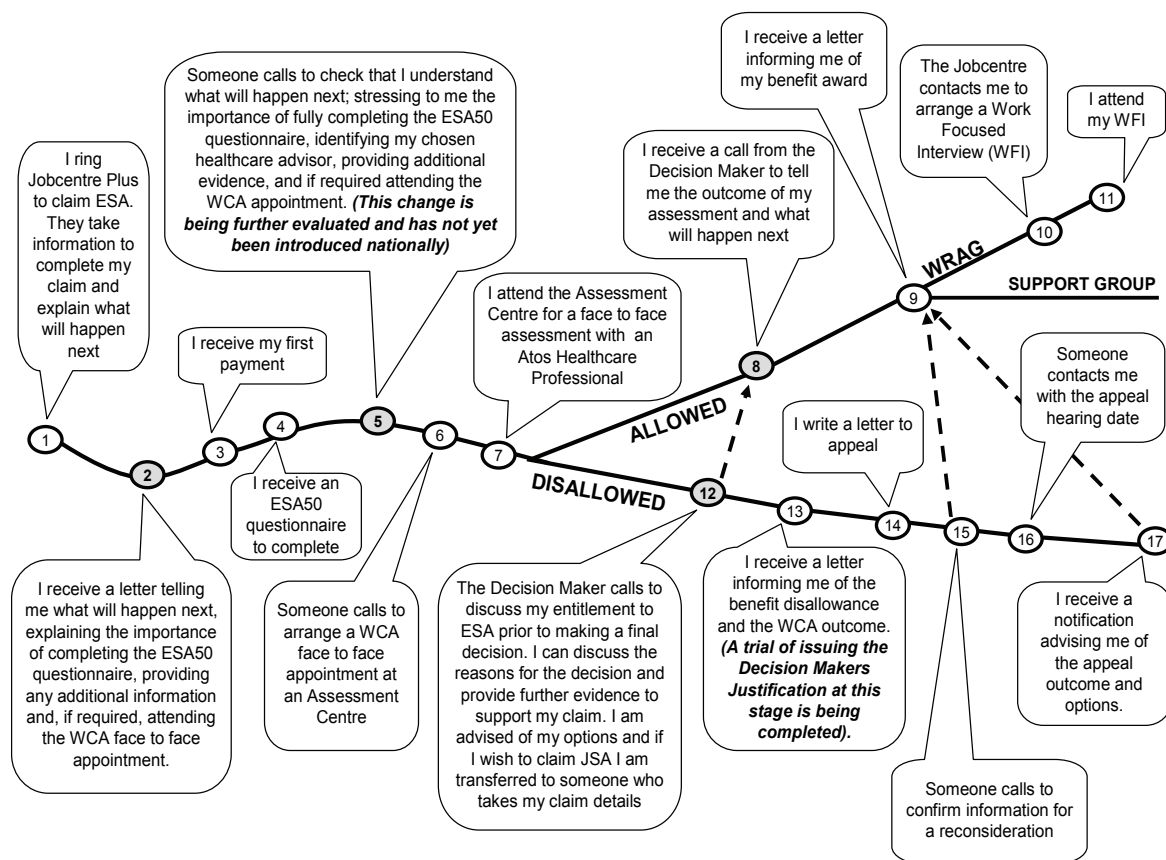 I ring
Jobcentre Plus
to claim ESA.
They take
information to
complete my
claim and
explain what
will happen
next
1
I receive a letter telling
me what will happen next,
explaining the importance
of completing the ESA50
questionnaire, providing
any additional information
and, if required, attending
the WCA face to face
appointment.
2
I receive my first
payment
3
I receive an
ESA50
questionnaire
to complete
4
Someone calls to check that I understand
what will happen next; stressing to me the
importance of fully completing the ESA50
questionnaire, identifying my chosen
healthcare advisor, providing additional
evidence, and if required attending the
WCA appointment. (This change is
being further evaluated and has not yet
been introduced nationally)
5
Someone calls to
arrange a WCA
face to face
appointment at
an Assessment
Centre
6
I attend the Assessment
Centre for a face to face
assessment with an
Atos Healthcare
Professional
7
ALLOWED
I receive a call from the
Decision Maker to tell
me the outcome of my
assessment and what
will happen next
8
I receive a letter
informing me of
my benefit award
9
WRAG
SUPPORT GROUP
The Jobcentre
contacts me to
arrange a Work
Focused
Interview (WFI)
10
I attend
my WFI
11
DISALLOWED
The Decision Maker calls to
discuss my entitlement to
ESA prior to making a final
decision. I can discuss the
reasons for the decision and
provide further evidence to
support my claim. I am
advised of my options and if
I wish to claim JSA I am
transferred to someone who
takes my claim details
12
I receive a letter
informing me of the
benefit disallowance
and the WCA outcome.
(A trial of issuing the
Decision Makers
Justification at this
stage is being
completed).
13
I write a letter to
appeal
14
Someone calls to
confirm information for
a reconsideration
15
Someone
contacts me
with the appeal
hearing date
16
I receive a
notification
advising me of
the appeal
outcome and
options.
17